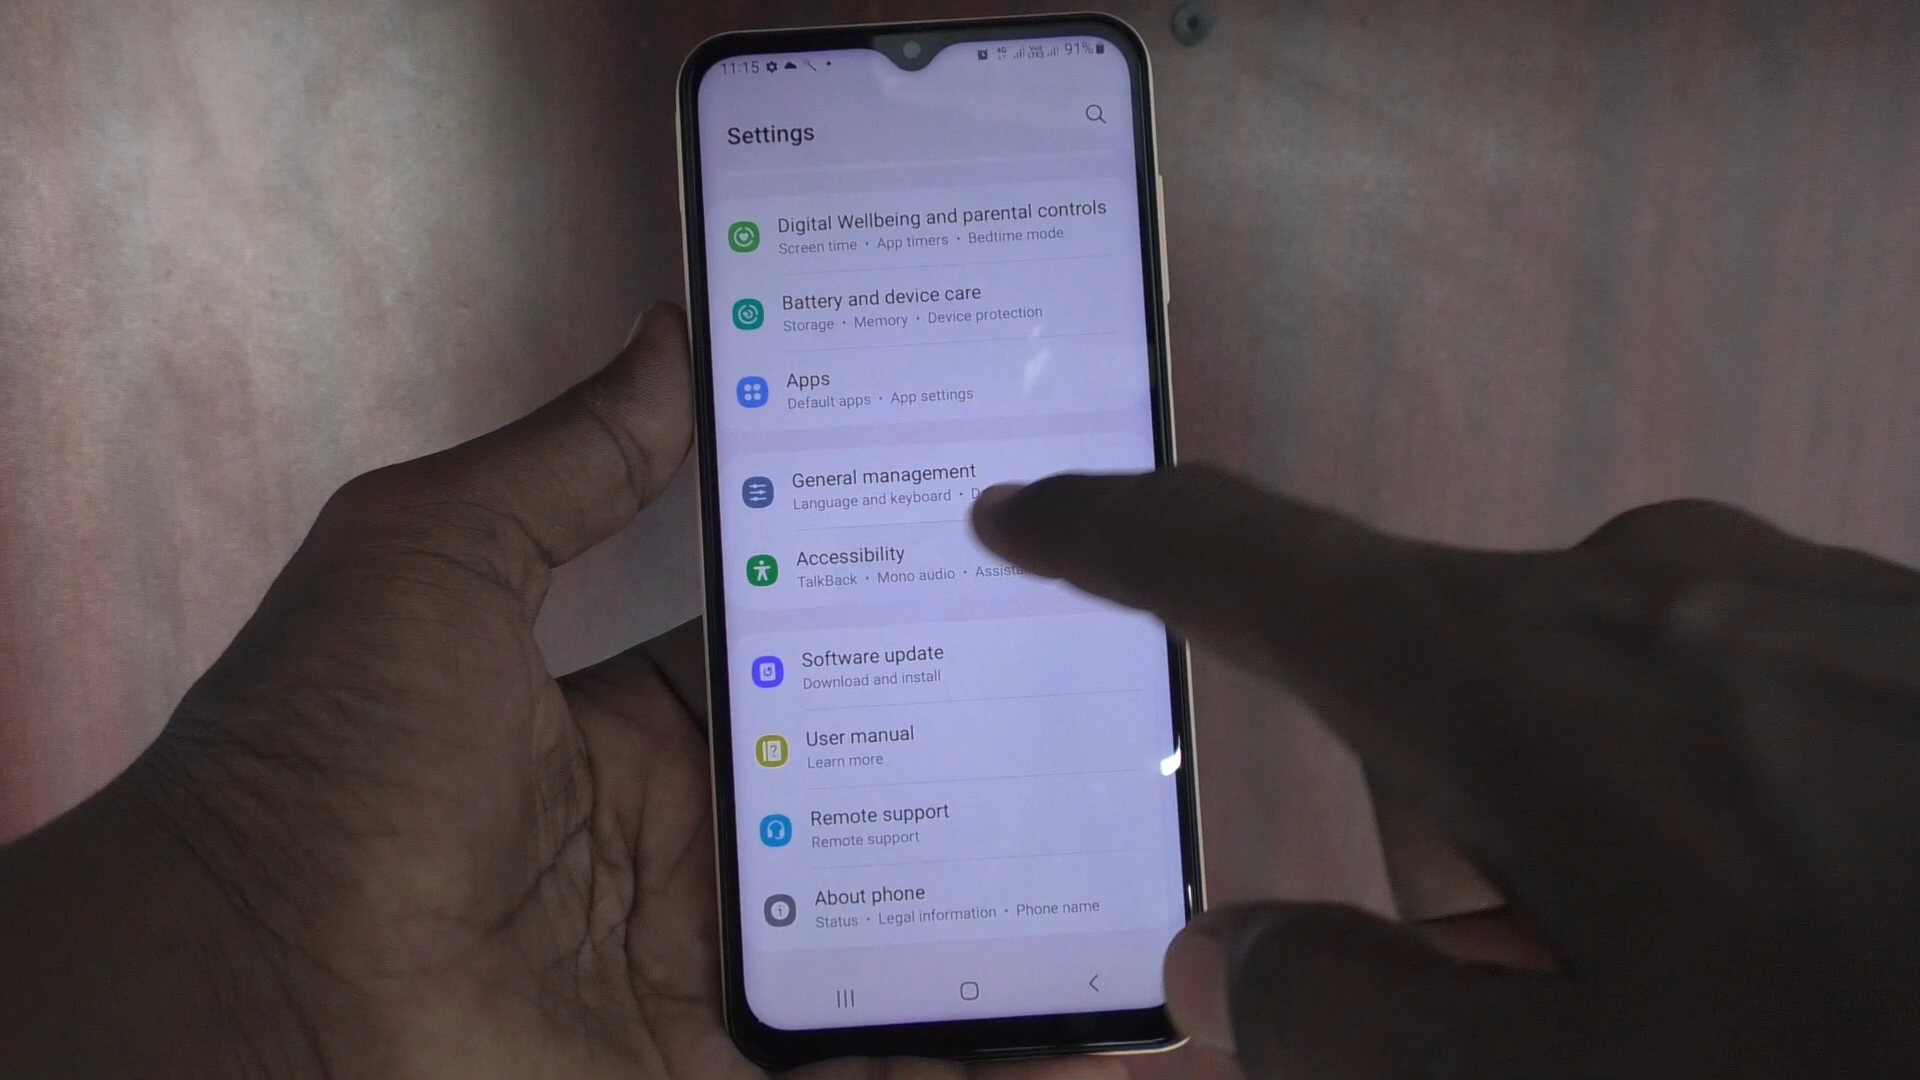 11:15 91%
Settings
Digital Wellbeing and parental controls
Screen time • App timers • Bedtime mode
Battery and device care
Storage • Memory • Device protection
Apps
Default apps • App settings
General management
Language and keyboard •
Accessibility
TalkBack • Mono audio •
Software update
Download and install
User manual
Learn more
Remote support
Remote support
About phone
Status • Legal information • Phone name